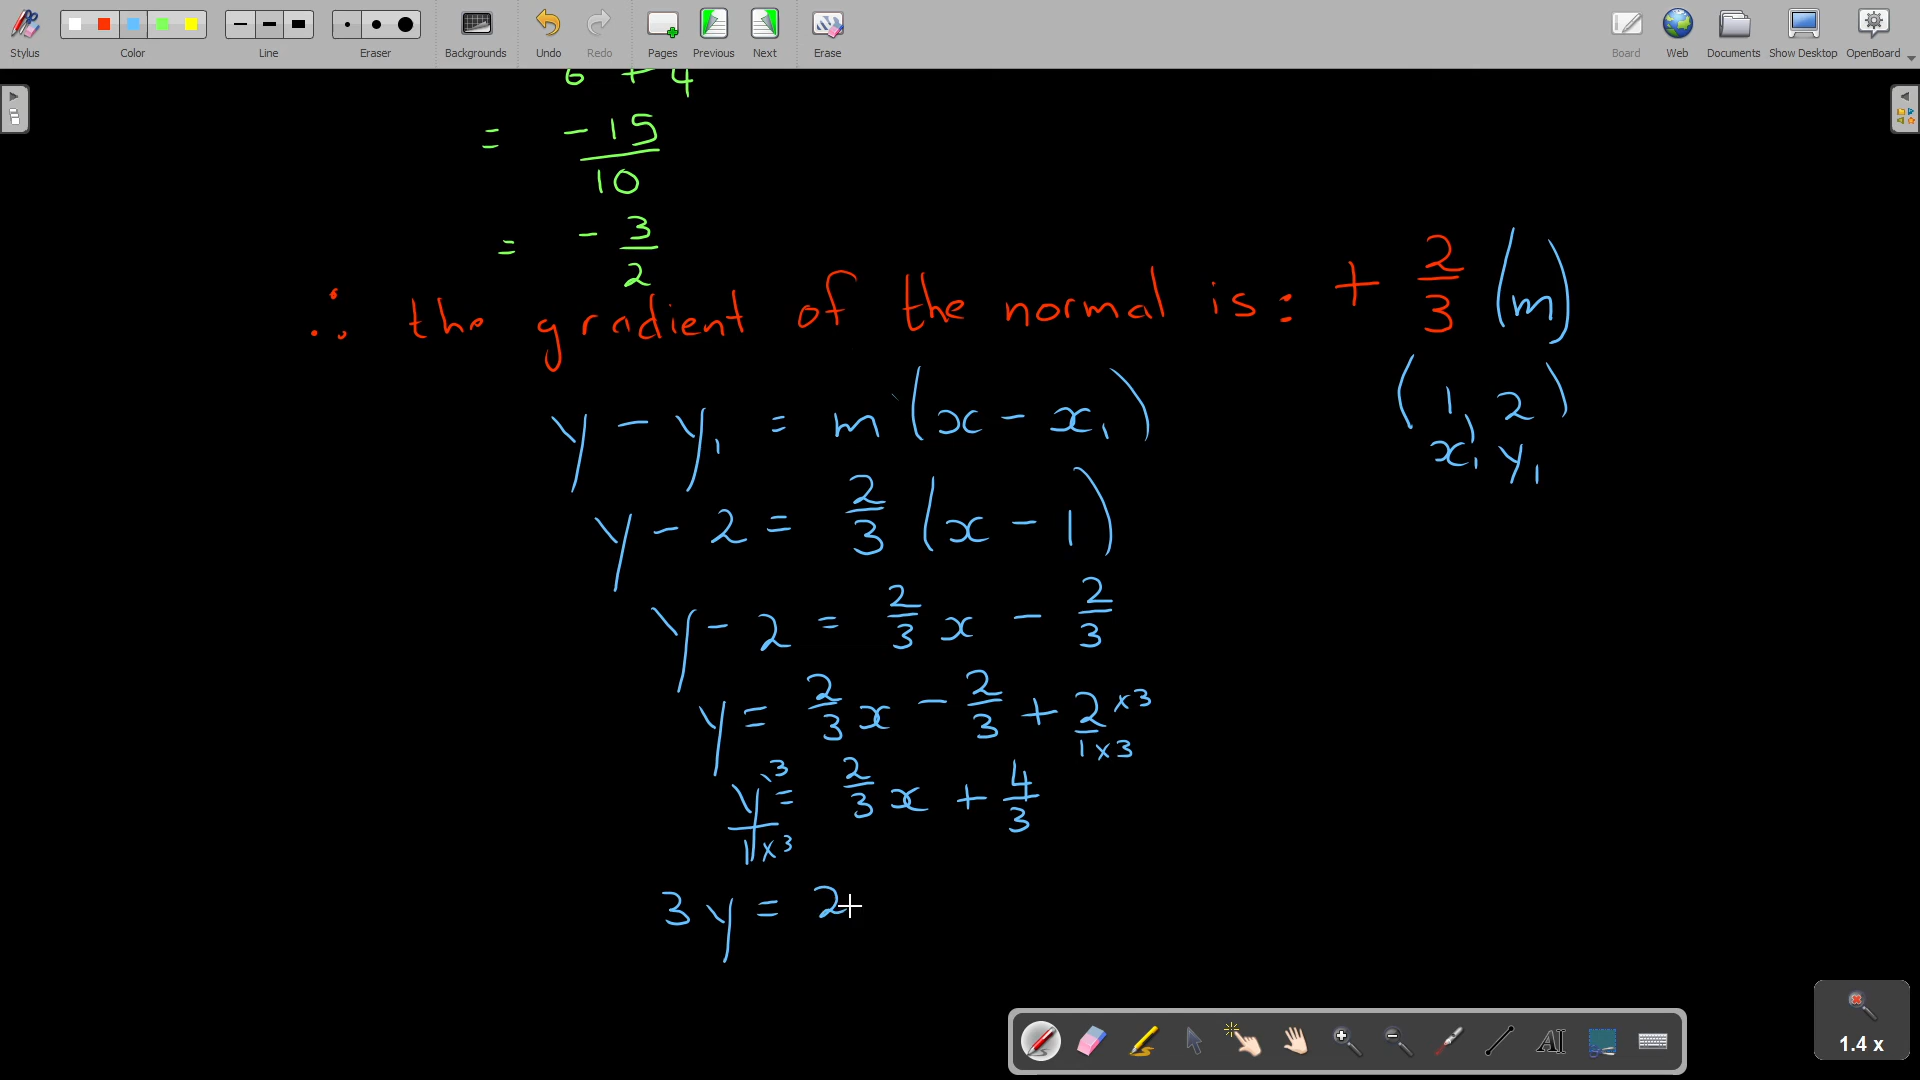 Stylus Color Line Eraser Backgrounds Undo Redo Pages Previous Next Erase Board Web Documents Show Desktop OpenBoard
6 + 4
= -15/10
= -3/2
∴ the gradient of the normal is: + 2/3 (m)
(1, 2)
x₁, y₁
y - y₁ = m(x - x₁)
y - 2 = 2/3 (x - 1)
y - 2 = 2/3 x - 2/3
y = 2/3 x - 2/3 + 2×3/1×3
y×3/1×3 = 2/3 x + 4/3
3y = 2
1.4 x